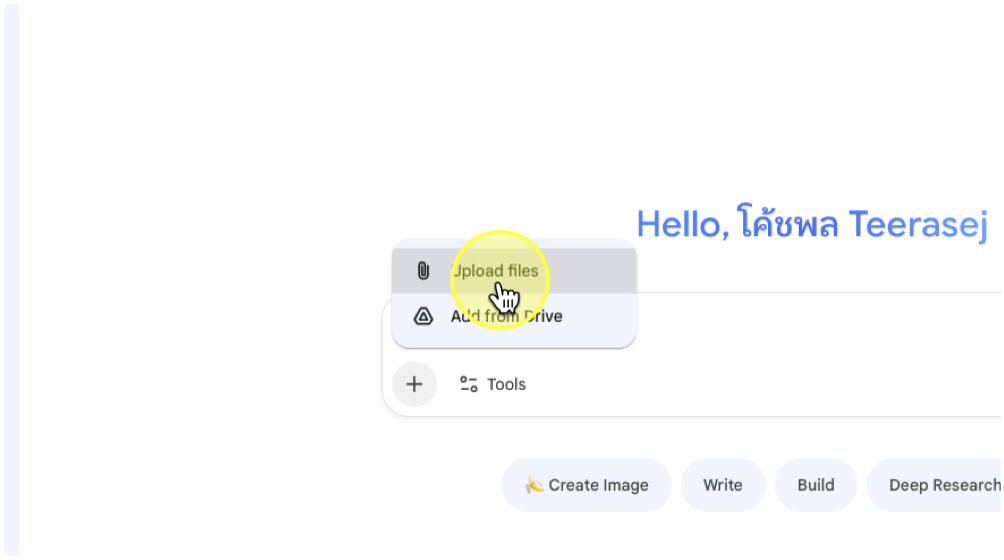 Hello, โค้ชพล Teerasej
Upload files
Add from Drive
Tools
Create Image
Write
Build
Deep Research